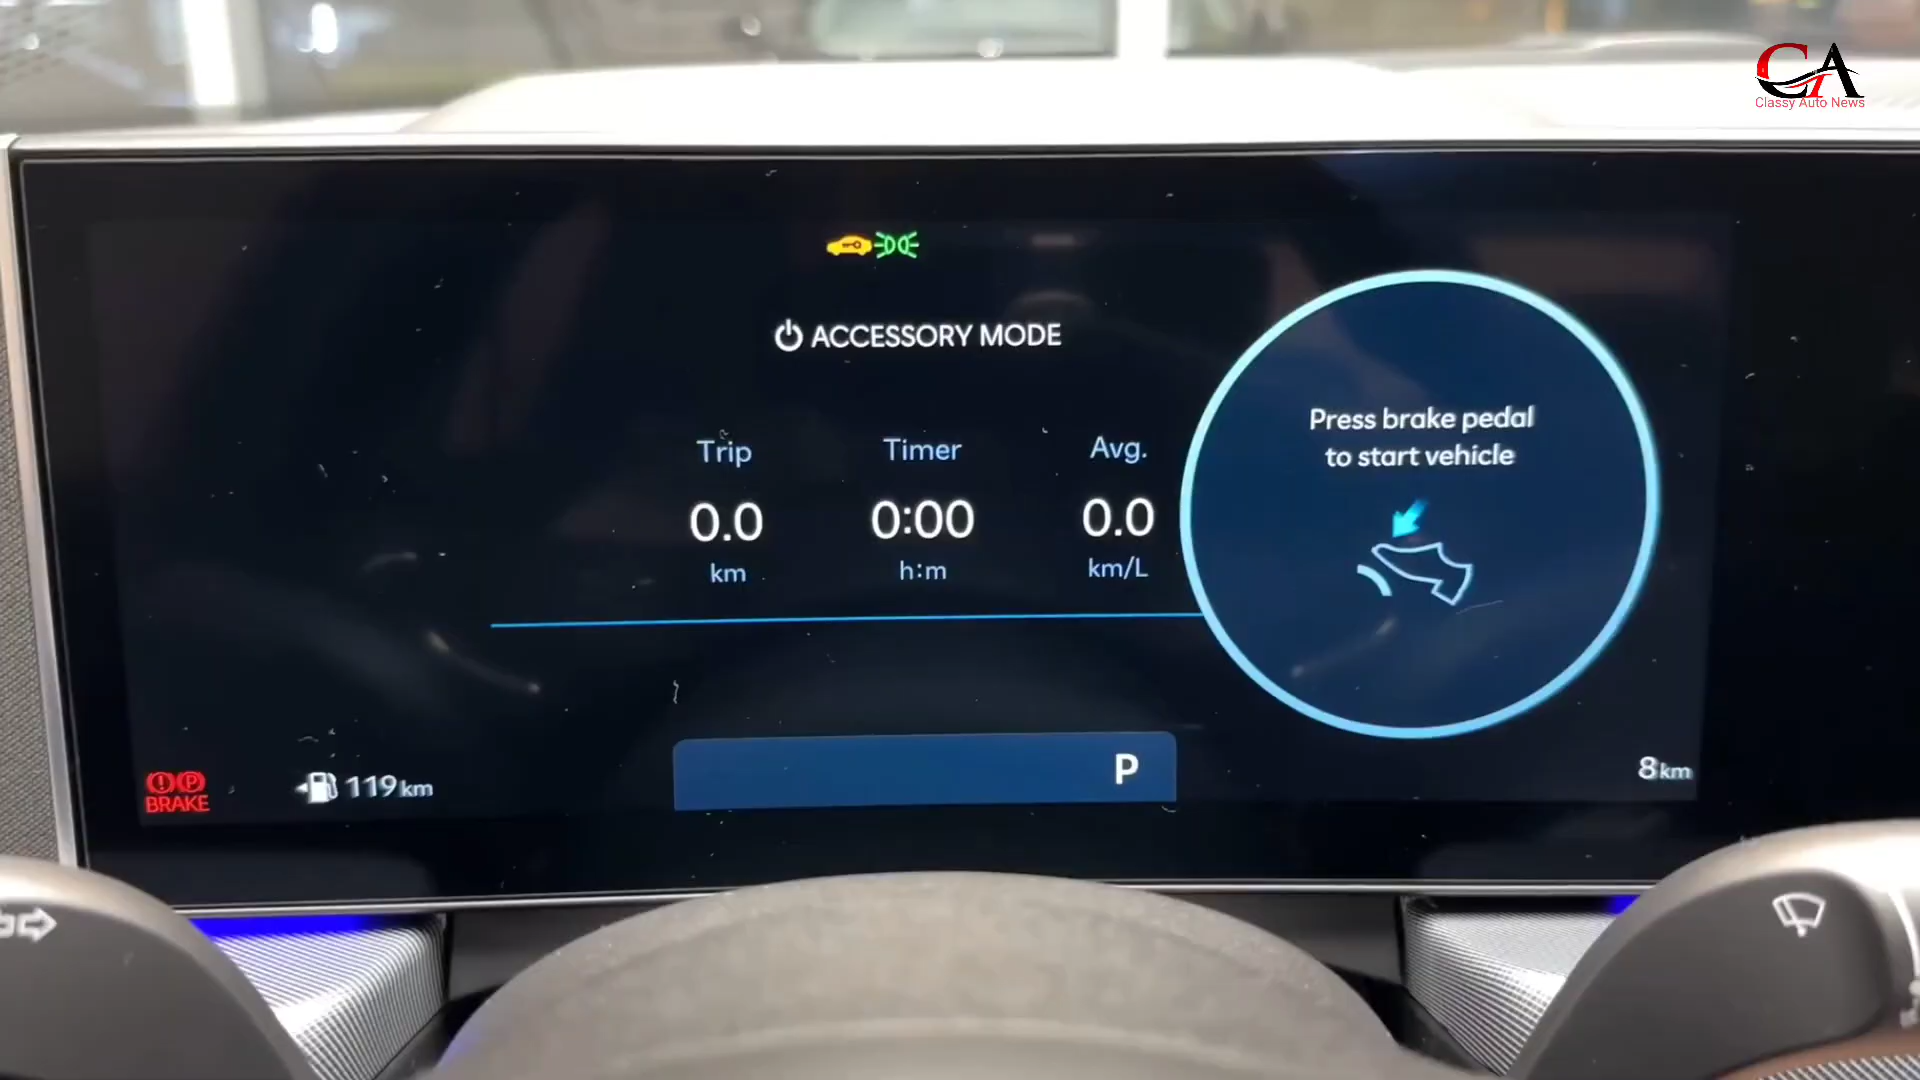 CA
Classy Auto News
ACCESSORY MODE
Trip Timer Avg.
0.0 0:00 0.0
km h:m km/L
Press brake pedal
to start vehicle
P
BRAKE
119 km
P
8 km